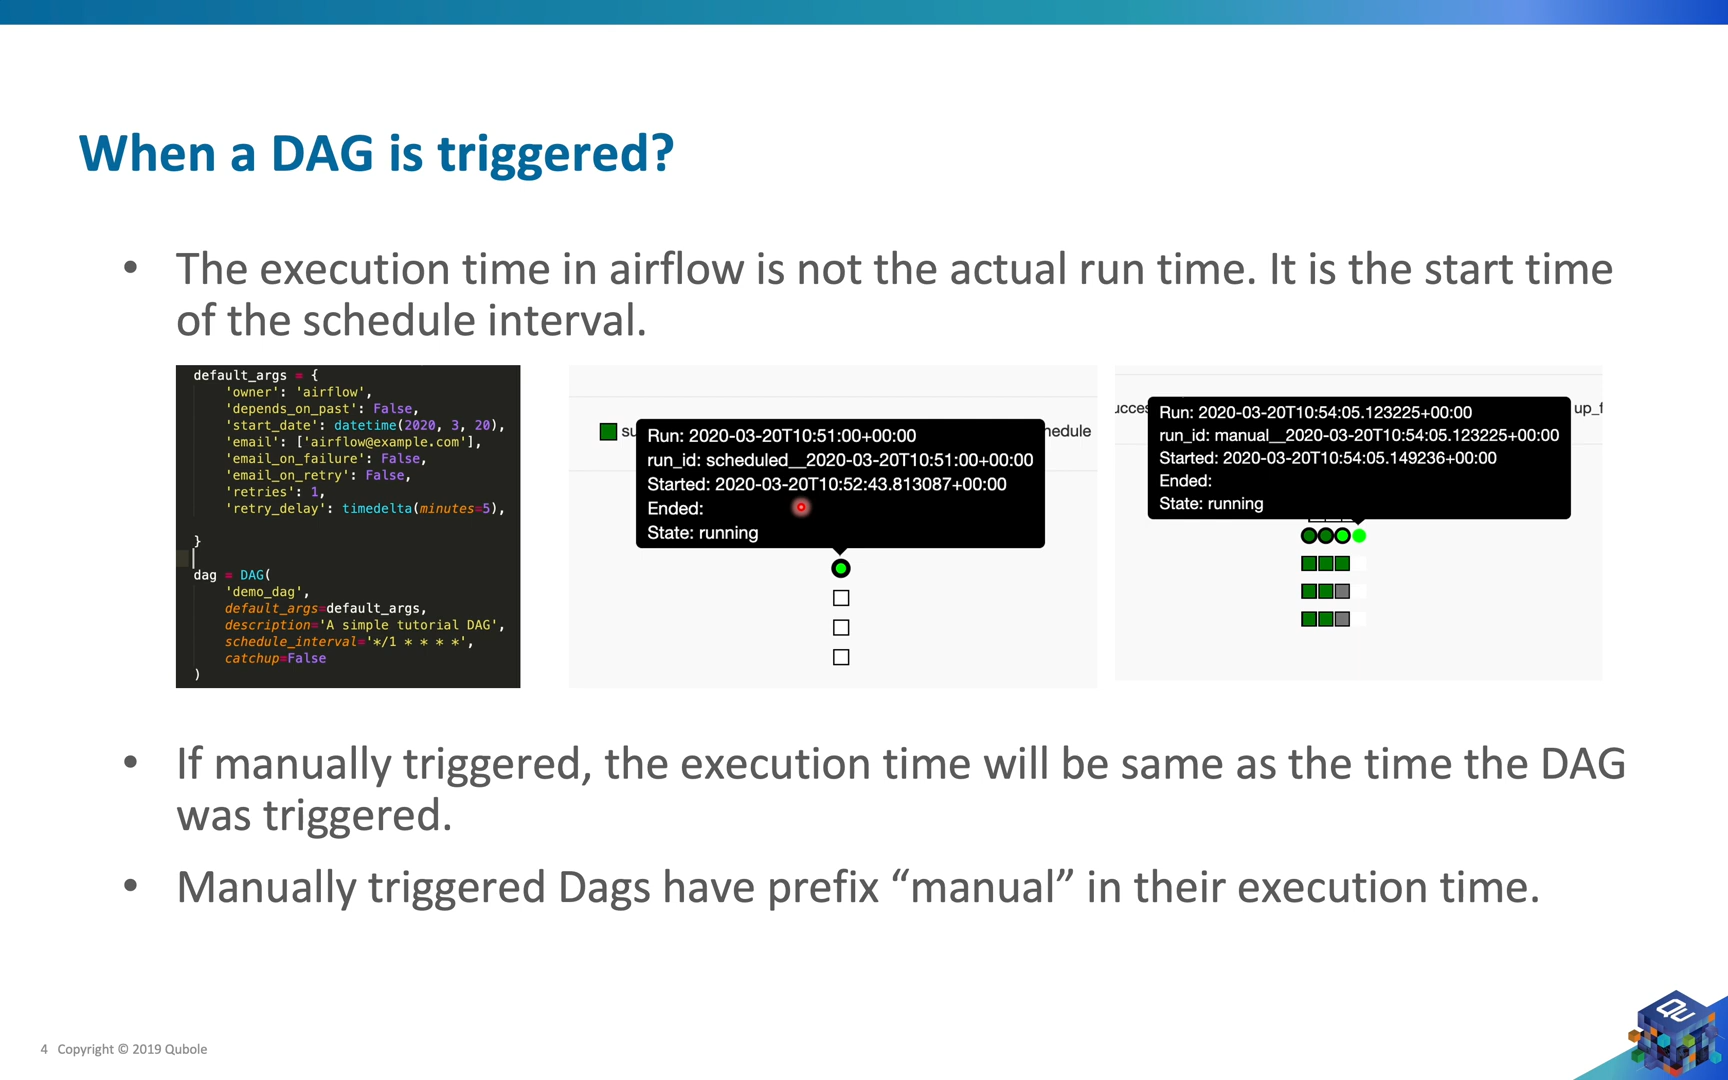 When a DAG is triggered?
• The execution time in airflow is not the actual run time. It is the start time
of the schedule interval.
default_args = {
'owner': 'airflow',
'depends_on_past': False,
'start_date': datetime(2020, 3, 20),
'email': ['airflow@example.com'],
'email_on_failure': False,
'email_on_retry': False,
'retries': 1,
'retry_delay': timedelta(minutes=5),
}
dag = DAG(
'demo_dag',
default_args=default_args,
description='A simple tutorial DAG',
schedule_interval='*/1 * * * *',
catchup=False
)
su
hedule
Run: 2020-03-20T10:51:00+00:00
run_id: scheduled__2020-03-20T10:51:00+00:00
Started: 2020-03-20T10:52:43.813087+00:00
Ended:
State: running
ucces
up_f
Run: 2020-03-20T10:54:05.123225+00:00
run_id: manual__2020-03-20T10:54:05.123225+00:00
Started: 2020-03-20T10:54:05.149236+00:00
Ended:
State: running
• If manually triggered, the execution time will be same as the time the DAG
was triggered.
• Manually triggered Dags have prefix “manual” in their execution time.
4 Copyright © 2019 Qubole
QU